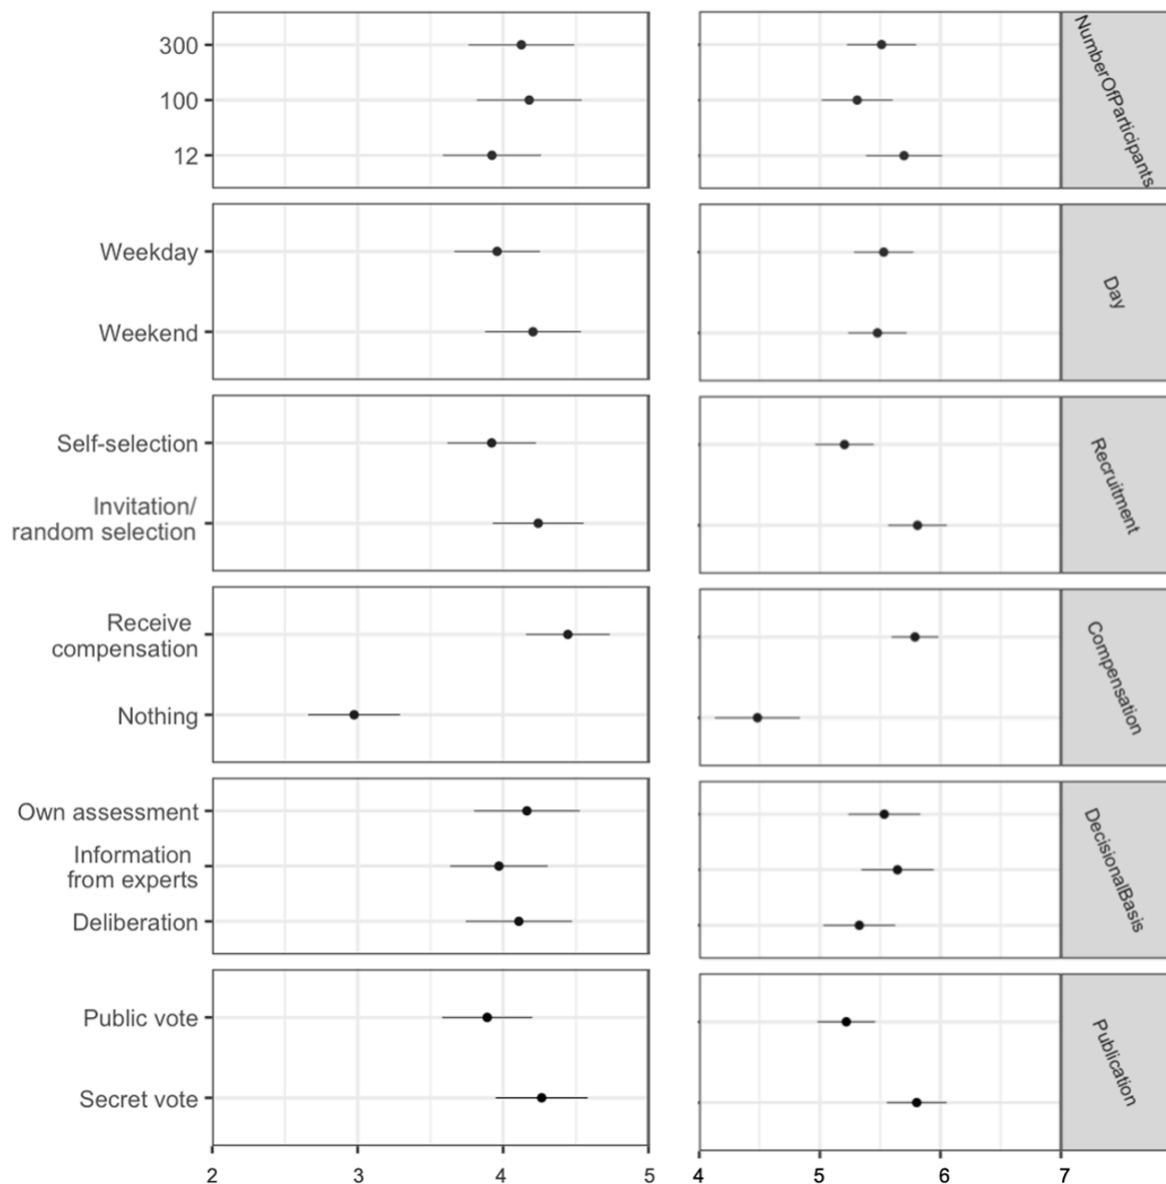 300
100
12
NumberOfParticipants
Weekday
Weekend
Day
Self-selection
Invitation/
random selection
Recruitment
Receive
compensation
Nothing
Compensation
Own assessment
Information
from experts
Deliberation
DecisionalBasis
Public vote
Secret vote
Publication
2 3 4 5 4 5 6 7